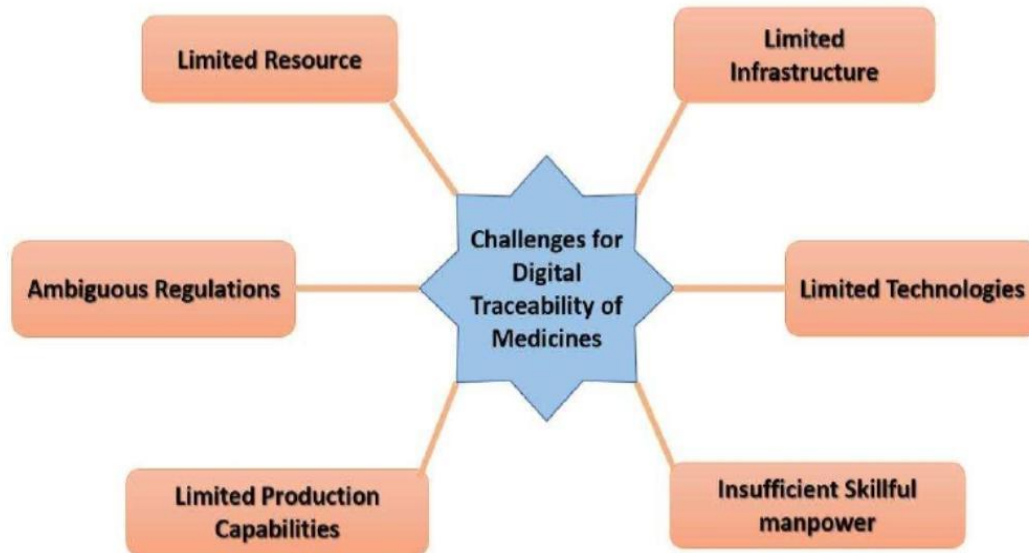 Limited Resource
Limited
Infrastructure
Challenges for
Digital
Traceability of
Medicines
Ambiguous Regulations
Limited Technologies
Limited Production
Capabilities
Insufficient Skillful
manpower